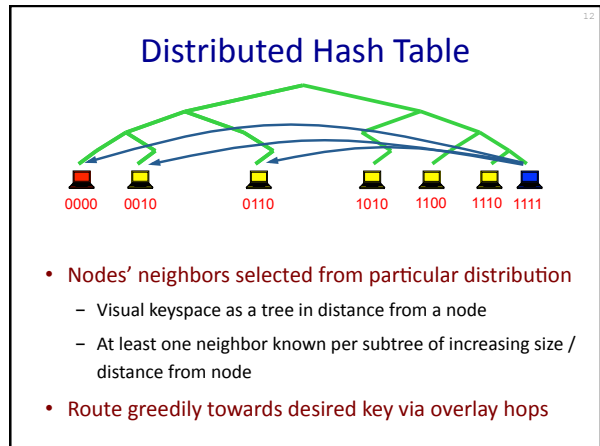 12
Distributed Hash Table
0000 0010 0110 1010 1100 1110 1111
• Nodes' neighbors selected from particular distribution
– Visual keyspace as a tree in distance from a node
– At least one neighbor known per subtree of increasing size /
distance from node
• Route greedily towards desired key via overlay hops